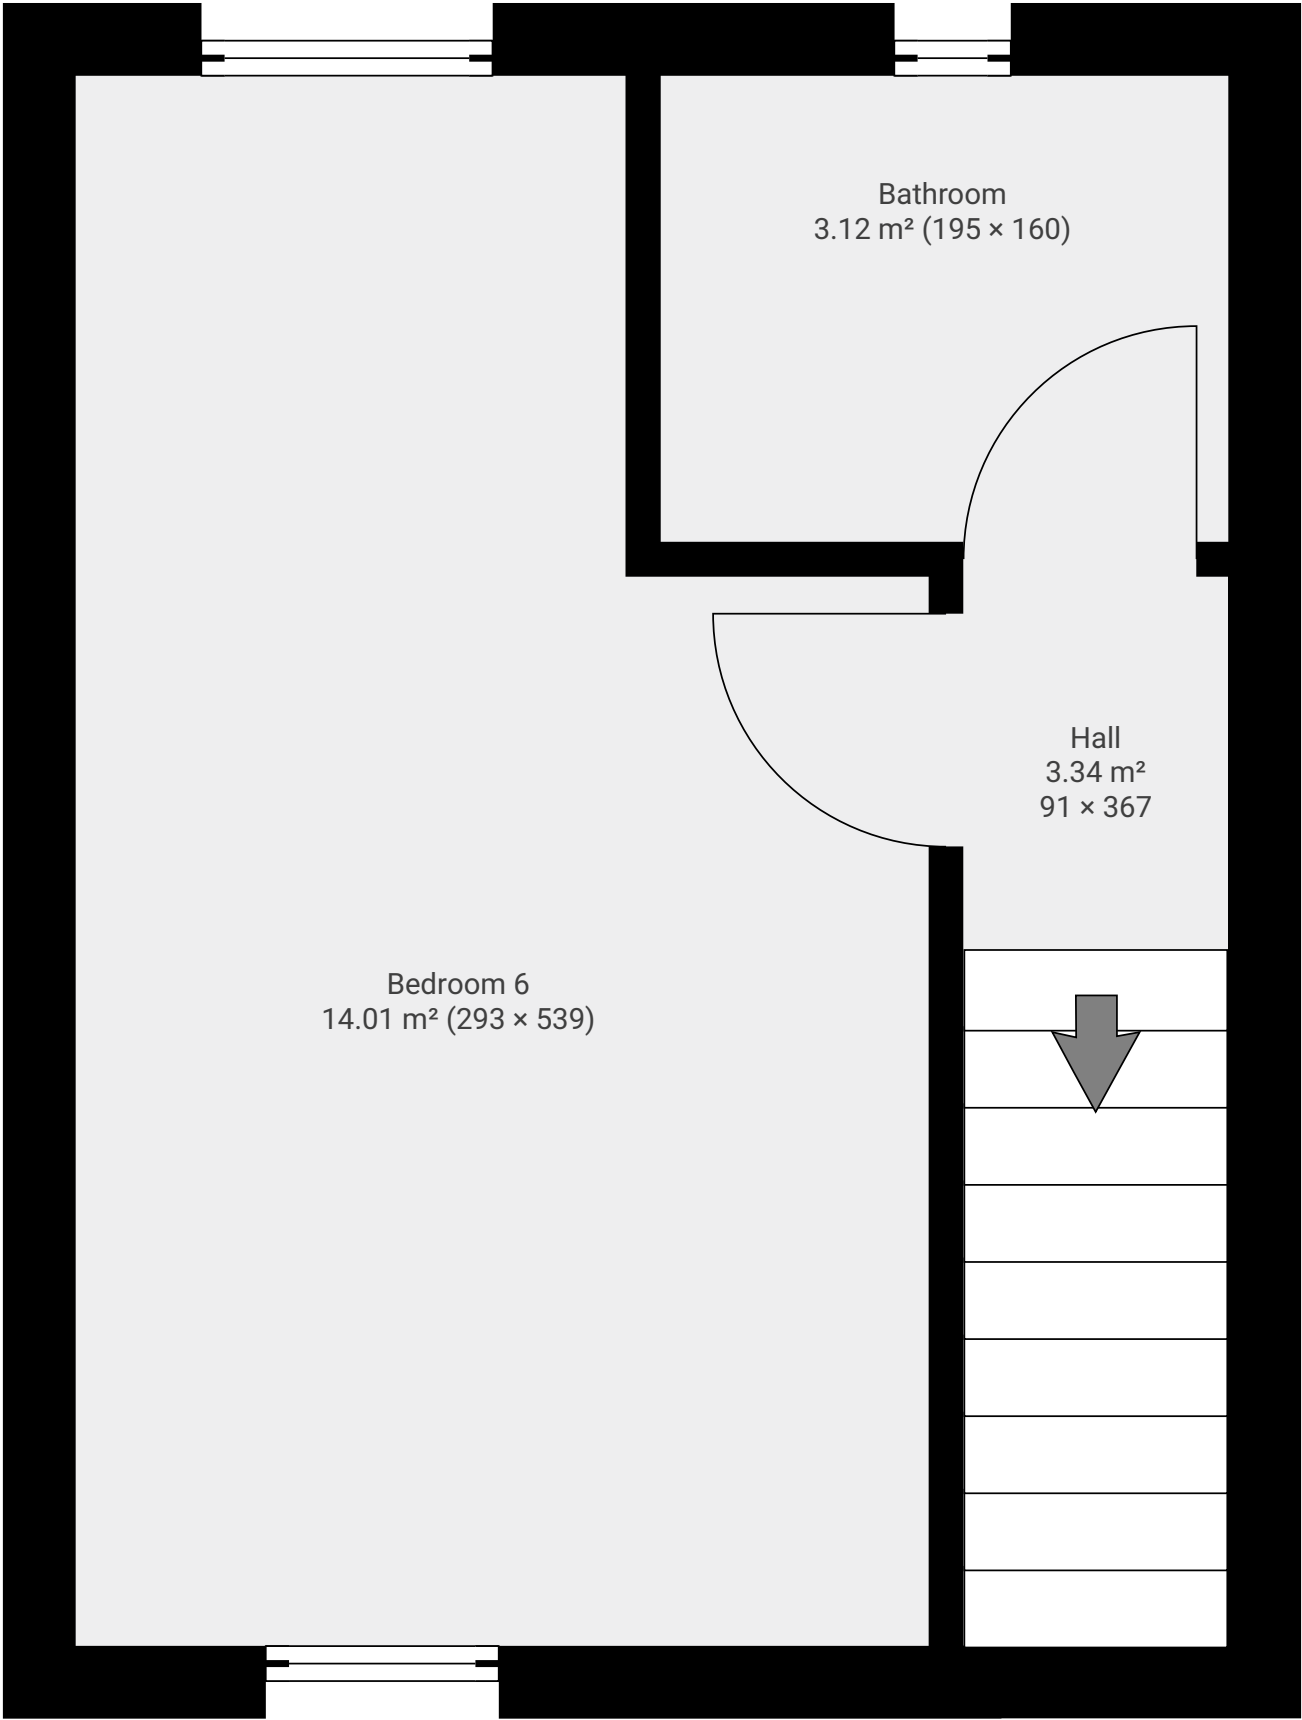 Bathroom
3.12 m² (195 × 160)
Hall
3.34 m²
91 × 367
Bedroom 6
14.01 m² (293 × 539)